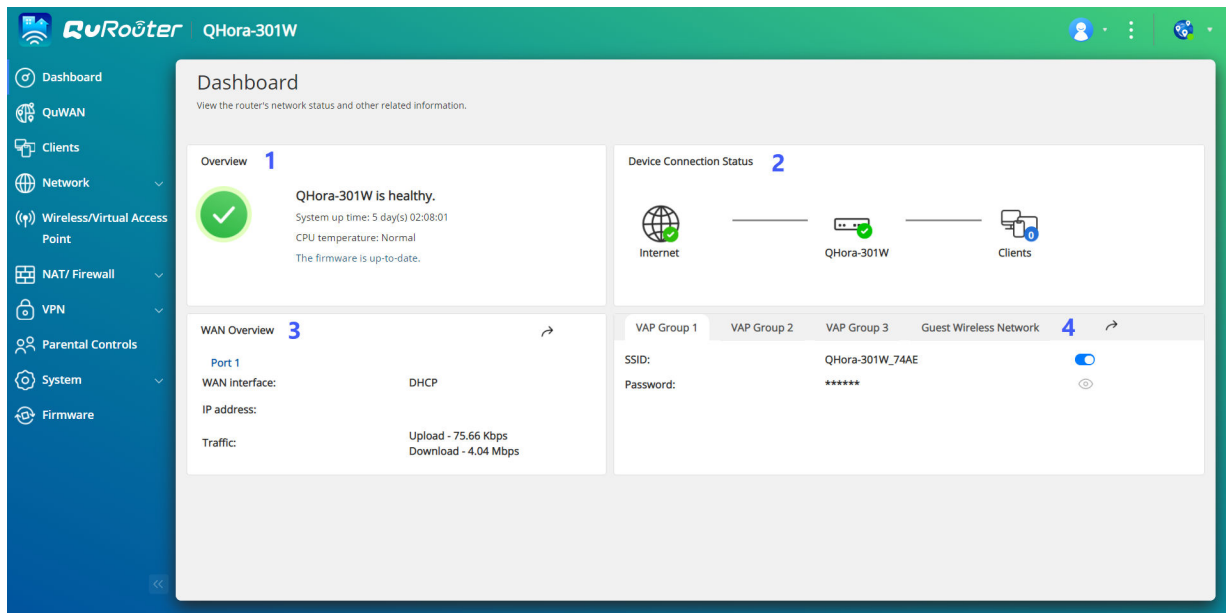 QuRoûter QHora-301W
Dashboard
QuWAN
Clients
Network
Wireless/Virtual Access
Point
NAT/ Firewall
VPN
Parental Controls
System
Firmware
Dashboard
View the router's network status and other related information.
Overview 1
QHora-301W is healthy.
System up time: 5 day(s) 02:08:01
CPU temperature: Normal
The firmware is up-to-date.
Device Connection Status 2
Internet QHora-301W 0 Clients
WAN Overview 3
Port 1
WAN interface: DHCP
IP address:
Traffic: Upload - 75.66 Kbps
Download - 4.04 Mbps
VAP Group 1 VAP Group 2 VAP Group 3 Guest Wireless Network 4
SSID: QHora-301W_74AE
Password: ******